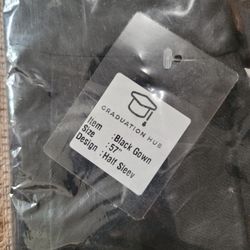 GRADUATION HUB
Item :Black Gown
Size :57"
Design :Half Sleev